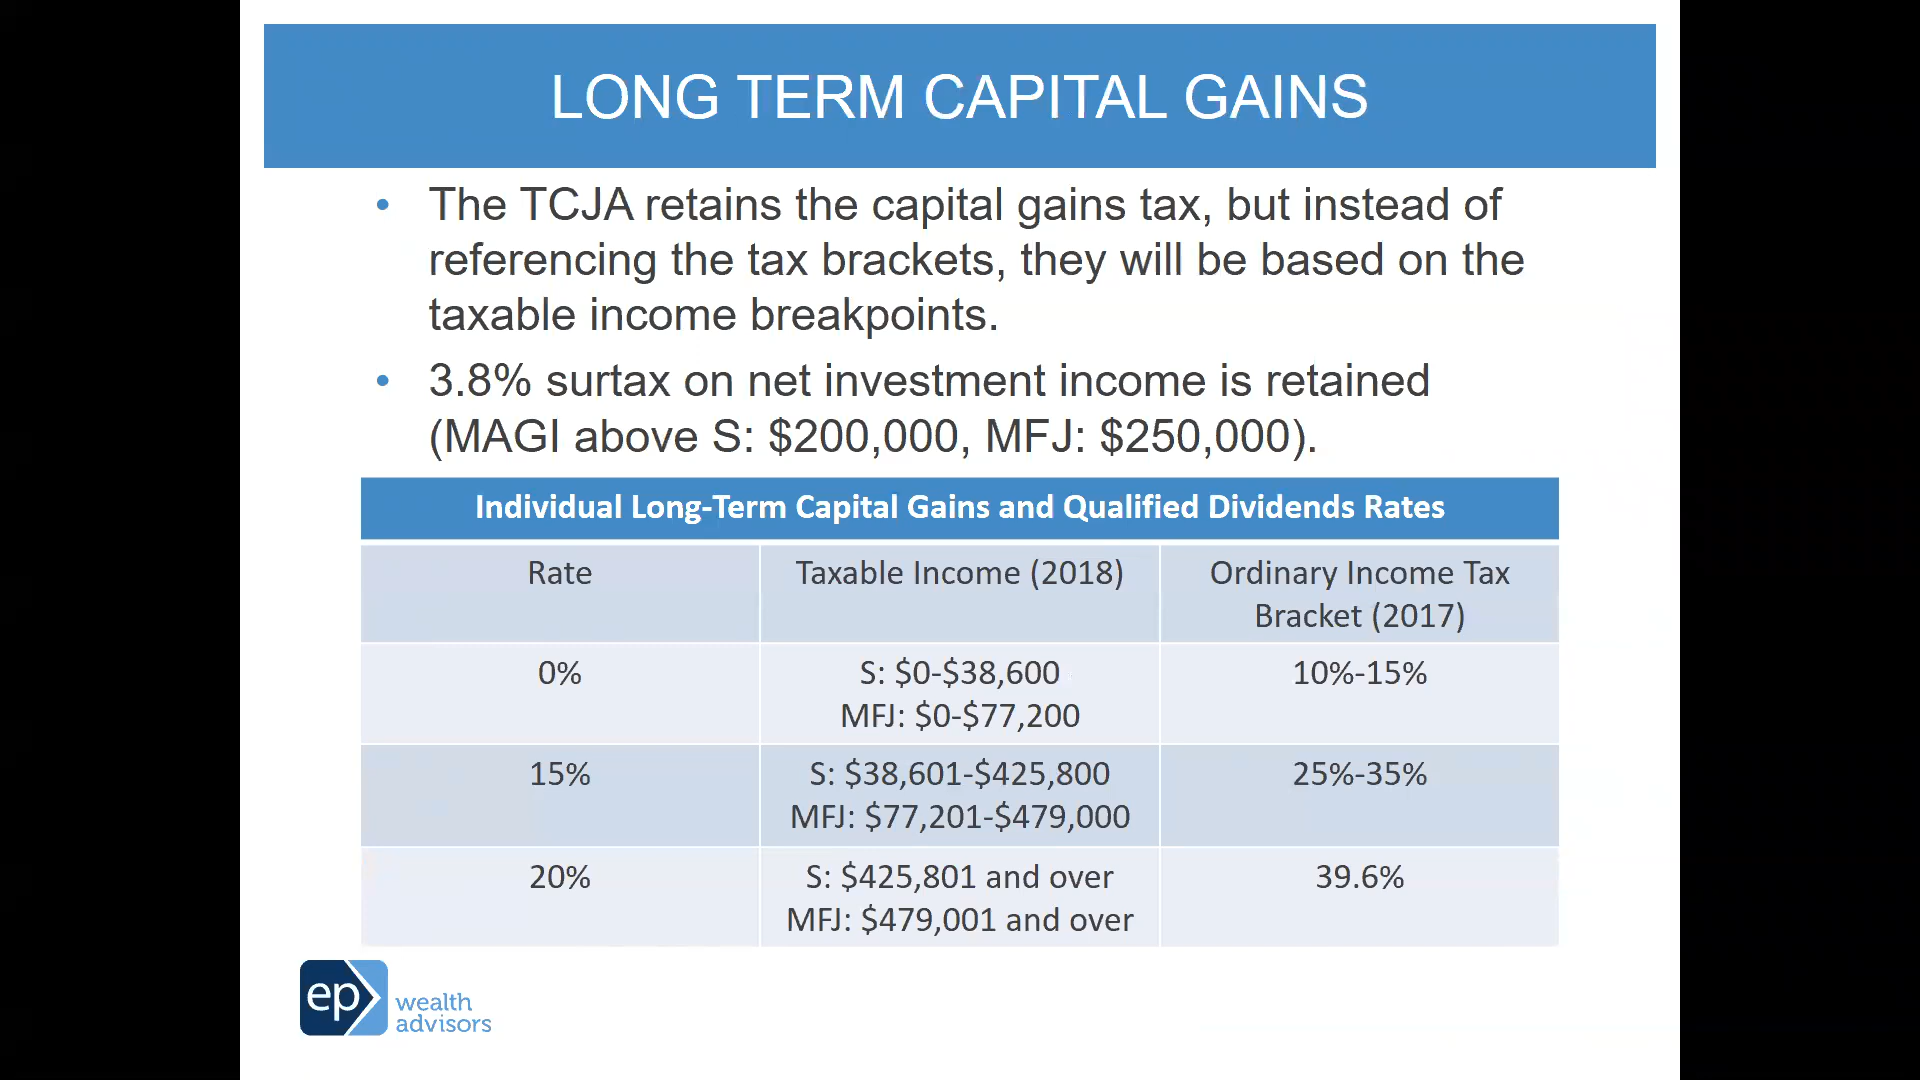 LONG TERM CAPITAL GAINS
• The TCJA retains the capital gains tax, but instead of
referencing the tax brackets, they will be based on the
taxable income breakpoints.
• 3.8% surtax on net investment income is retained
(MAGI above S: $200,000, MFJ: $250,000).
Individual Long-Term Capital Gains and Qualified Dividends Rates
Rate
Taxable Income (2018)
Ordinary Income Tax
Bracket (2017)
0%
S: $0-$38,600
MFJ: $0-$77,200
10%-15%
15%
S: $38,601-$425,800
MFJ: $77,201-$479,000
25%-35%
20%
S: $425,801 and over
MFJ: $479,001 and over
39.6%
ep
wealth
advisors